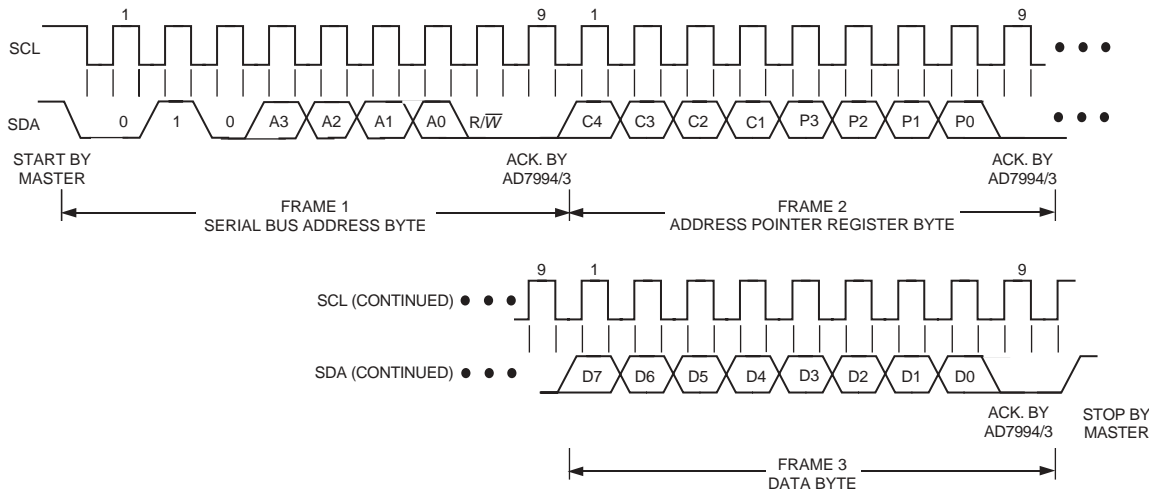 1 9 1 9
SCL
SDA 0 1 0 A3 A2 A1 A0 R/W̅ C4 C3 C2 C1 P3 P2 P1 P0
START BY
MASTER
ACK. BY
AD7994/3
ACK. BY
AD7994/3
FRAME 1
SERIAL BUS ADDRESS BYTE
FRAME 2
ADDRESS POINTER REGISTER BYTE
9 1 9
SCL (CONTINUED)
SDA (CONTINUED) D7 D6 D5 D4 D3 D2 D1 D0
ACK. BY
AD7994/3
STOP BY
MASTER
FRAME 3
DATA BYTE